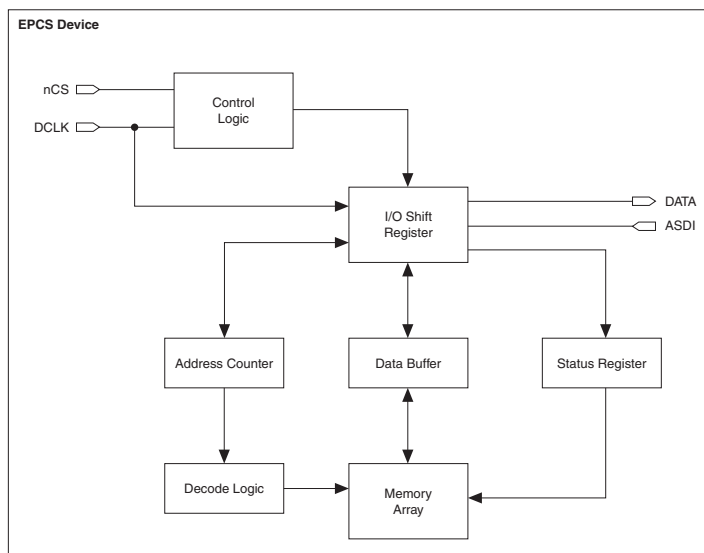 EPCS Device
nCS
DCLK
Control
Logic
I/O Shift
Register
DATA
ASDI
Address Counter
Data Buffer
Status Register
Decode Logic
Memory
Array